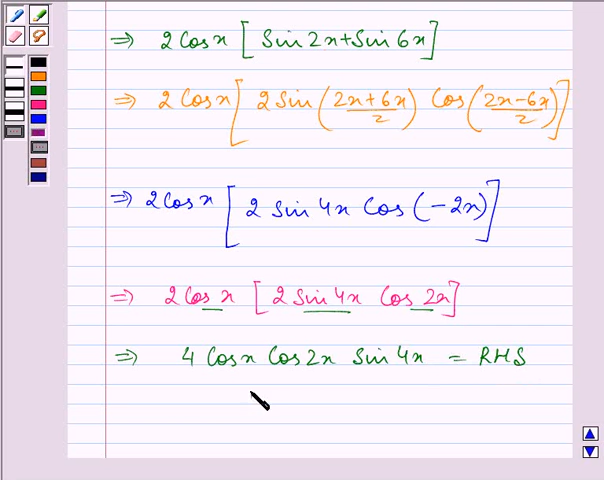 ⇒ 2 Cos x [ Sin 2x + Sin 6x ]
⇒ 2 Cos x [ 2 Sin ( 2x + 6x / 2 ) Cos ( 2x - 6x / 2 ) ]
⇒ 2 Cos x [ 2 Sin 4x Cos ( - 2x ) ]
⇒ 2 Cos x [ 2 Sin 4x Cos 2x ]
⇒ 4 Cos x Cos 2x Sin 4x = RHS